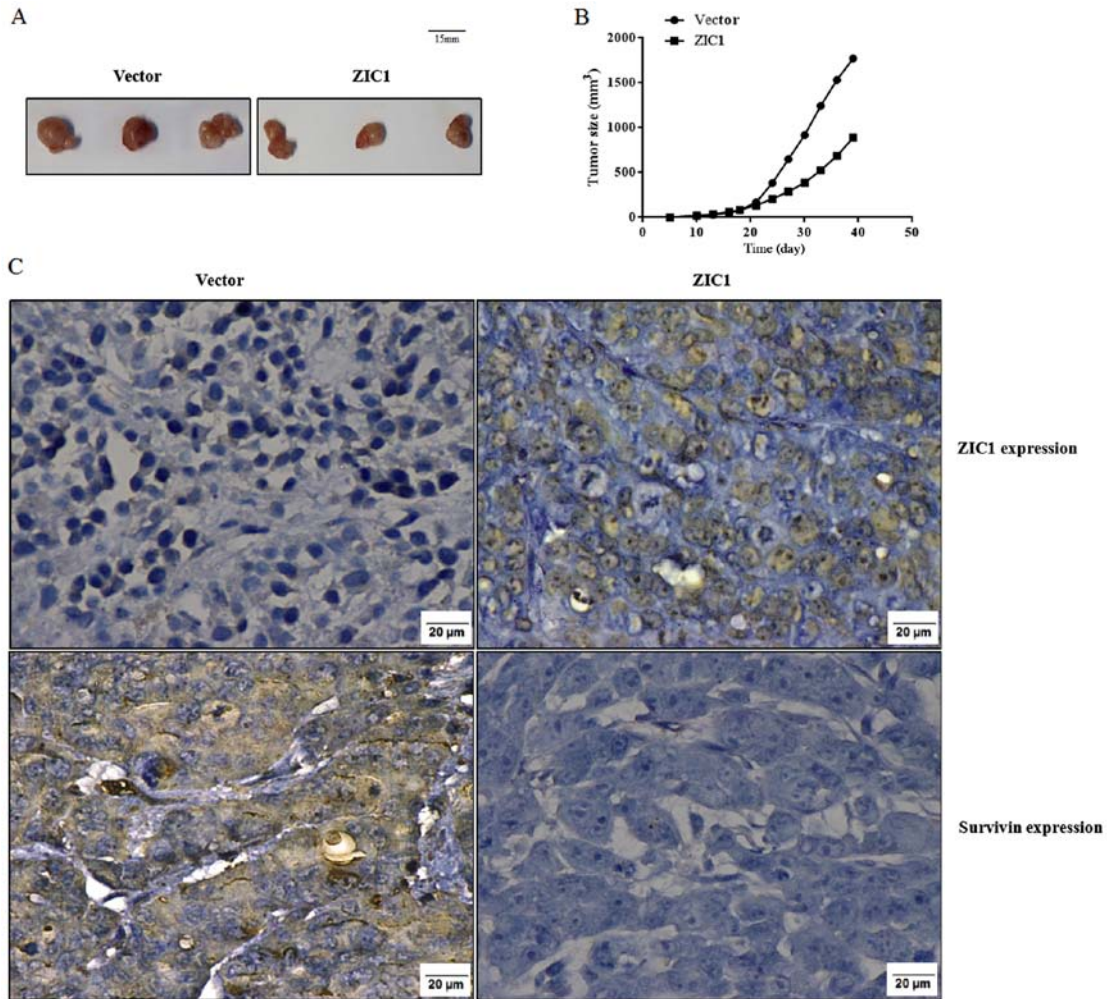 A
15mm
Vector
ZIC1
B
Vector
ZIC1
Tumor size (mm³)
2000
1500
1000
500
0
0
10
20
30
40
50
Time (day)
C
Vector
ZIC1
20 µm
20 µm
ZIC1 expression
20 µm
20 µm
Survivin expression